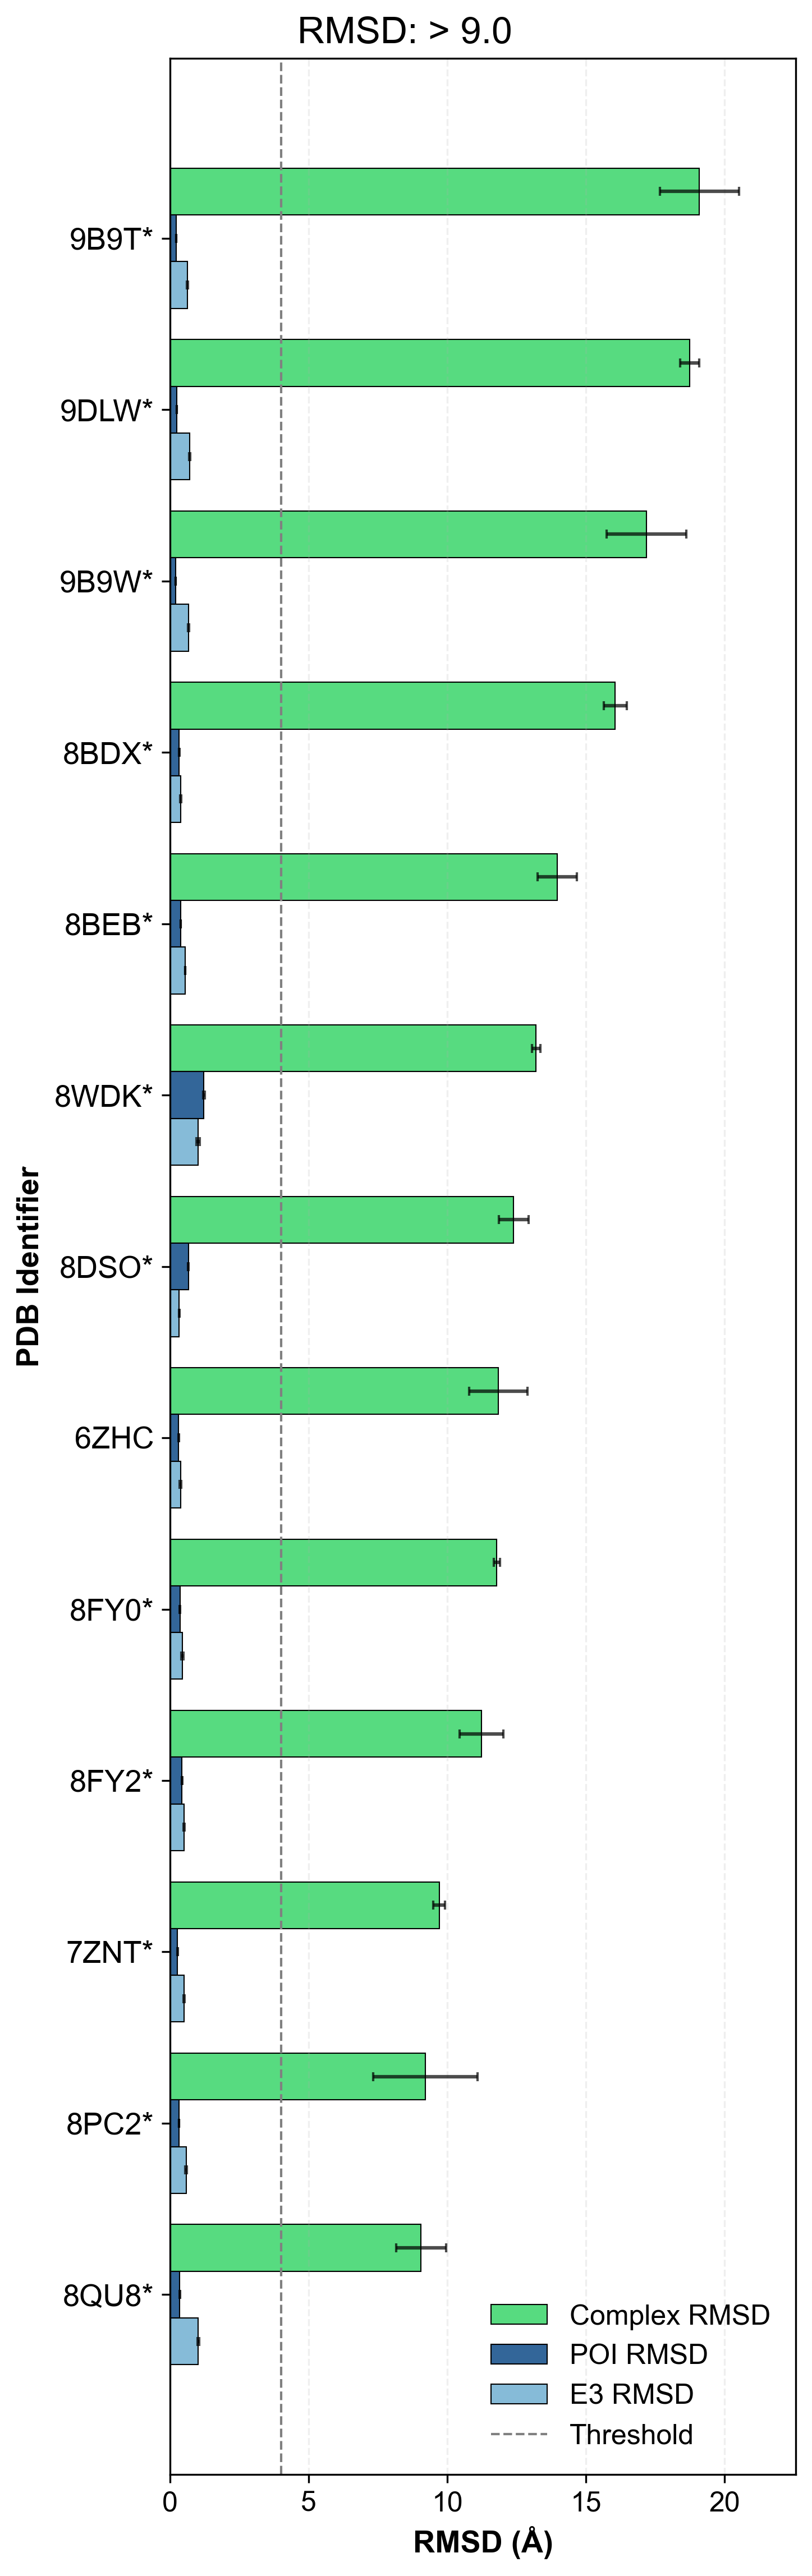 RMSD: > 9.0
9B9T*
9DLW*
9B9W*
8BDX*
8BEB*
8WDK*
8DSO*
6ZHC
8FY0*
8FY2*
7ZNT*
8PC2*
8QU8*
PDB Identifier
Complex RMSD
POI RMSD
E3 RMSD
Threshold
0 5 10 15 20
RMSD (Å)